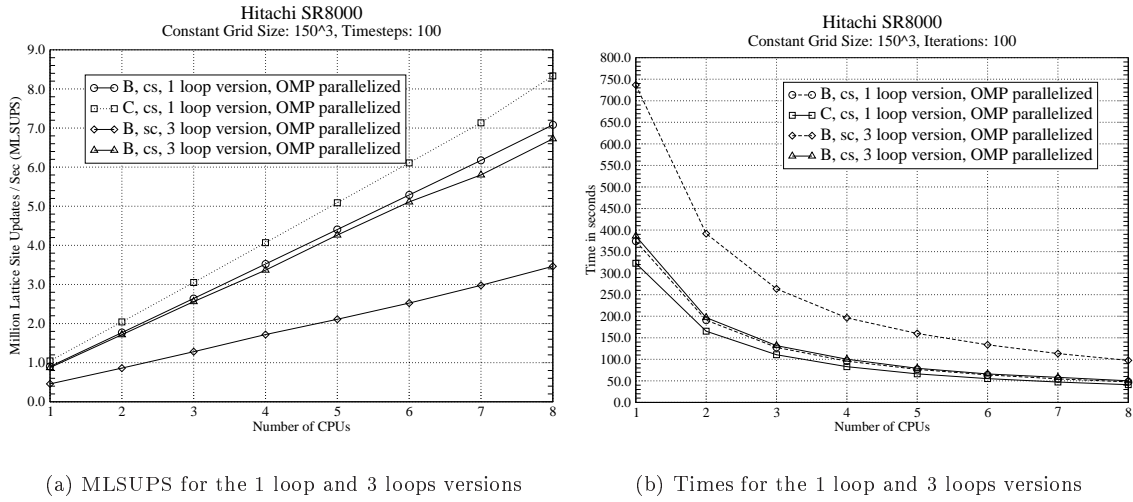 Hitachi SR8000
Constant Grid Size: 150^3, Timesteps: 100
Million Lattice Site Updates / Sec (MLSUPS)
9.0
8.0
7.0
6.0
5.0
4.0
3.0
2.0
1.0
0.0
B, cs, 1 loop version, OMP parallelized
C, cs, 1 loop version, OMP parallelized
B, sc, 3 loop version, OMP parallelized
B, cs, 3 loop version, OMP parallelized
1 2 3 4 5 6 7 8
Number of CPUs
(a) MLSUPS for the 1 loop and 3 loops versions
Hitachi SR8000
Constant Grid Size: 150^3, Iterations: 100
Time in seconds
800.0
750.0
700.0
650.0
600.0
550.0
500.0
450.0
400.0
350.0
300.0
250.0
200.0
150.0
100.0
50.0
0.0
B, cs, 1 loop version, OMP parallelized
C, cs, 1 loop version, OMP parallelized
B, sc, 3 loop version, OMP parallelized
B, cs, 3 loop version, OMP parallelized
1 2 3 4 5 6 7 8
Number of CPUs
(b) Times for the 1 loop and 3 loops versions